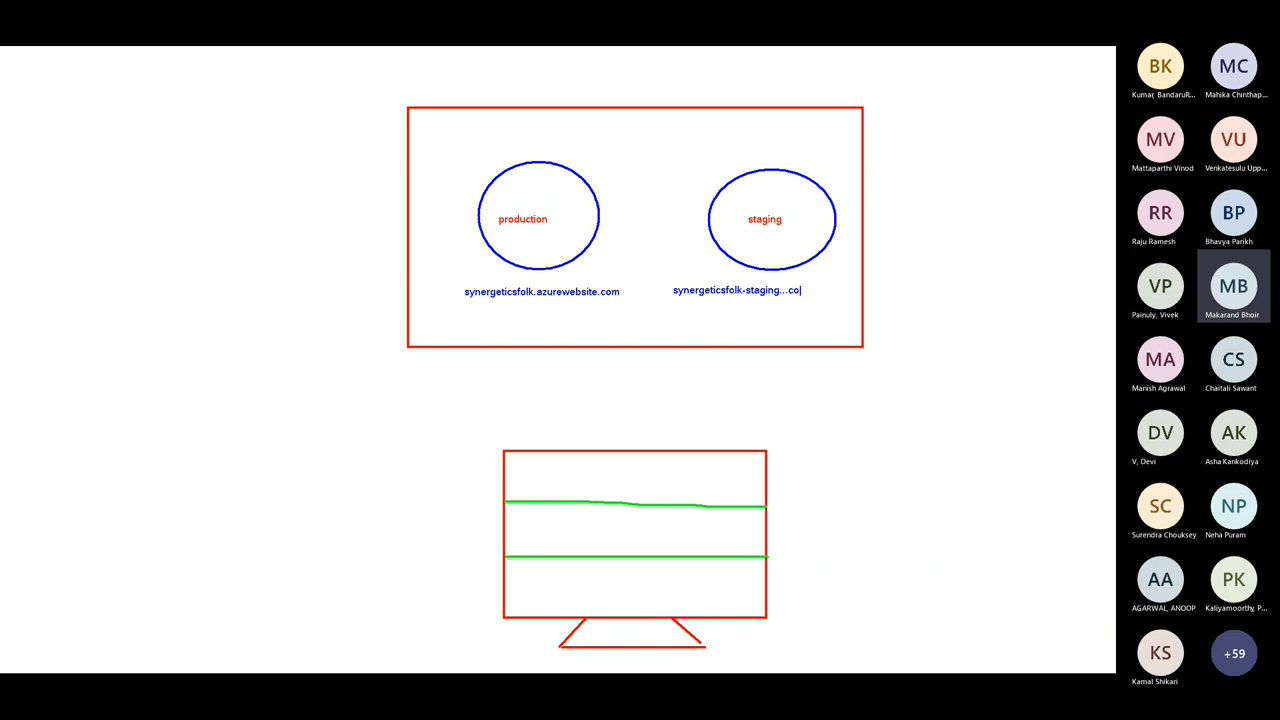 production
staging
synergeticsfolk.azurewebsite.com
synergeticsfolk-staging...co
BK
MC
Kumar, BandaruR...
Mahika Chinthap...
MV
VU
Mattaparthi Vinod
Venkatesulu Upp...
RR
BP
Raju Ramesh
Bhavya Parikh
VP
MB
Painuly, Vivek
Makarand Bhoir
MA
CS
Manish Agrawal
Chaitali Sawant
DV
AK
V, Devi
Asha Kankodiya
SC
NP
Surendra Chouksey
Neha Puram
AA
PK
AGARWAL, ANOOP
Kaliyamoorthy, P...
KS
+59
Kamal Shikari